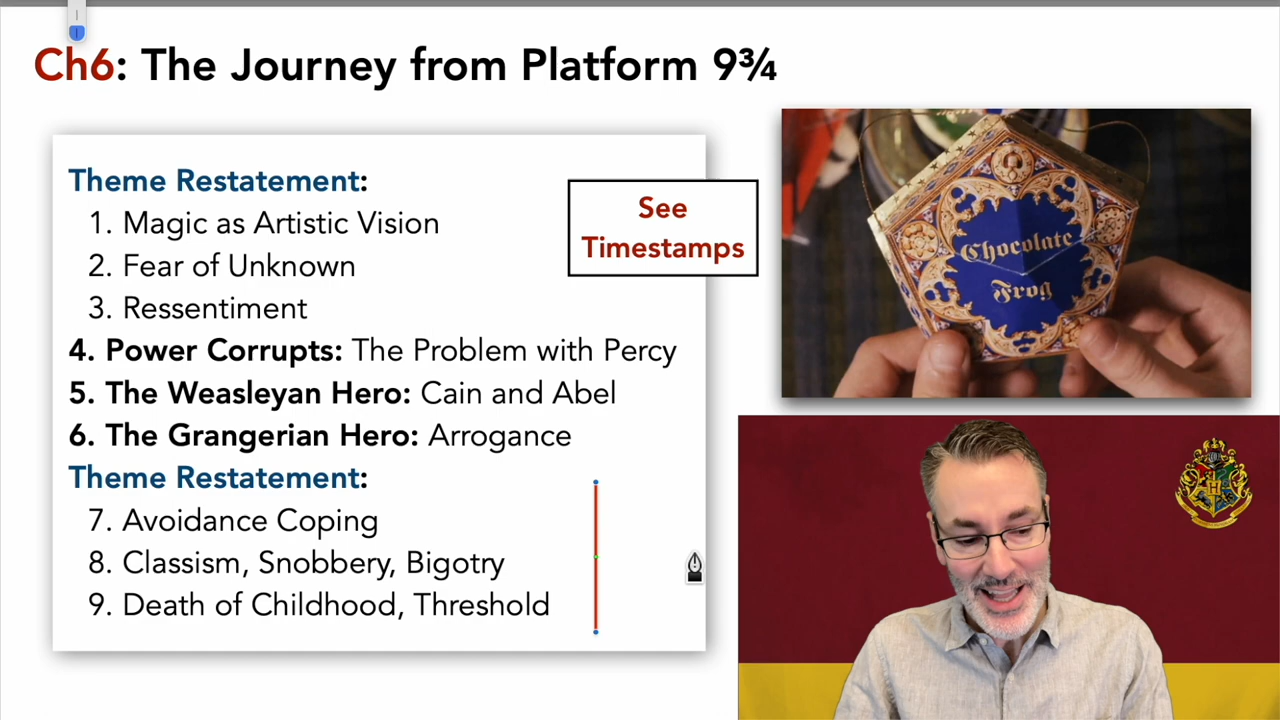 Ch6: The Journey from Platform 9¾
Theme Restatement:
1. Magic as Artistic Vision
2. Fear of Unknown
3. Ressentiment
4. Power Corrupts: The Problem with Percy
5. The Weasleyan Hero: Cain and Abel
6. The Grangerian Hero: Arrogance
Theme Restatement:
7. Avoidance Coping
8. Classism, Snobbery, Bigotry
9. Death of Childhood, Threshold
See
Timestamps
Chocolate
Frog
H